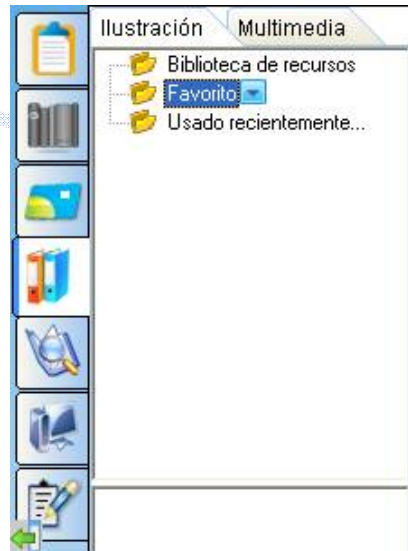 Ilustración Multimedia
Biblioteca de recursos
Favorito
Usado recientemente...